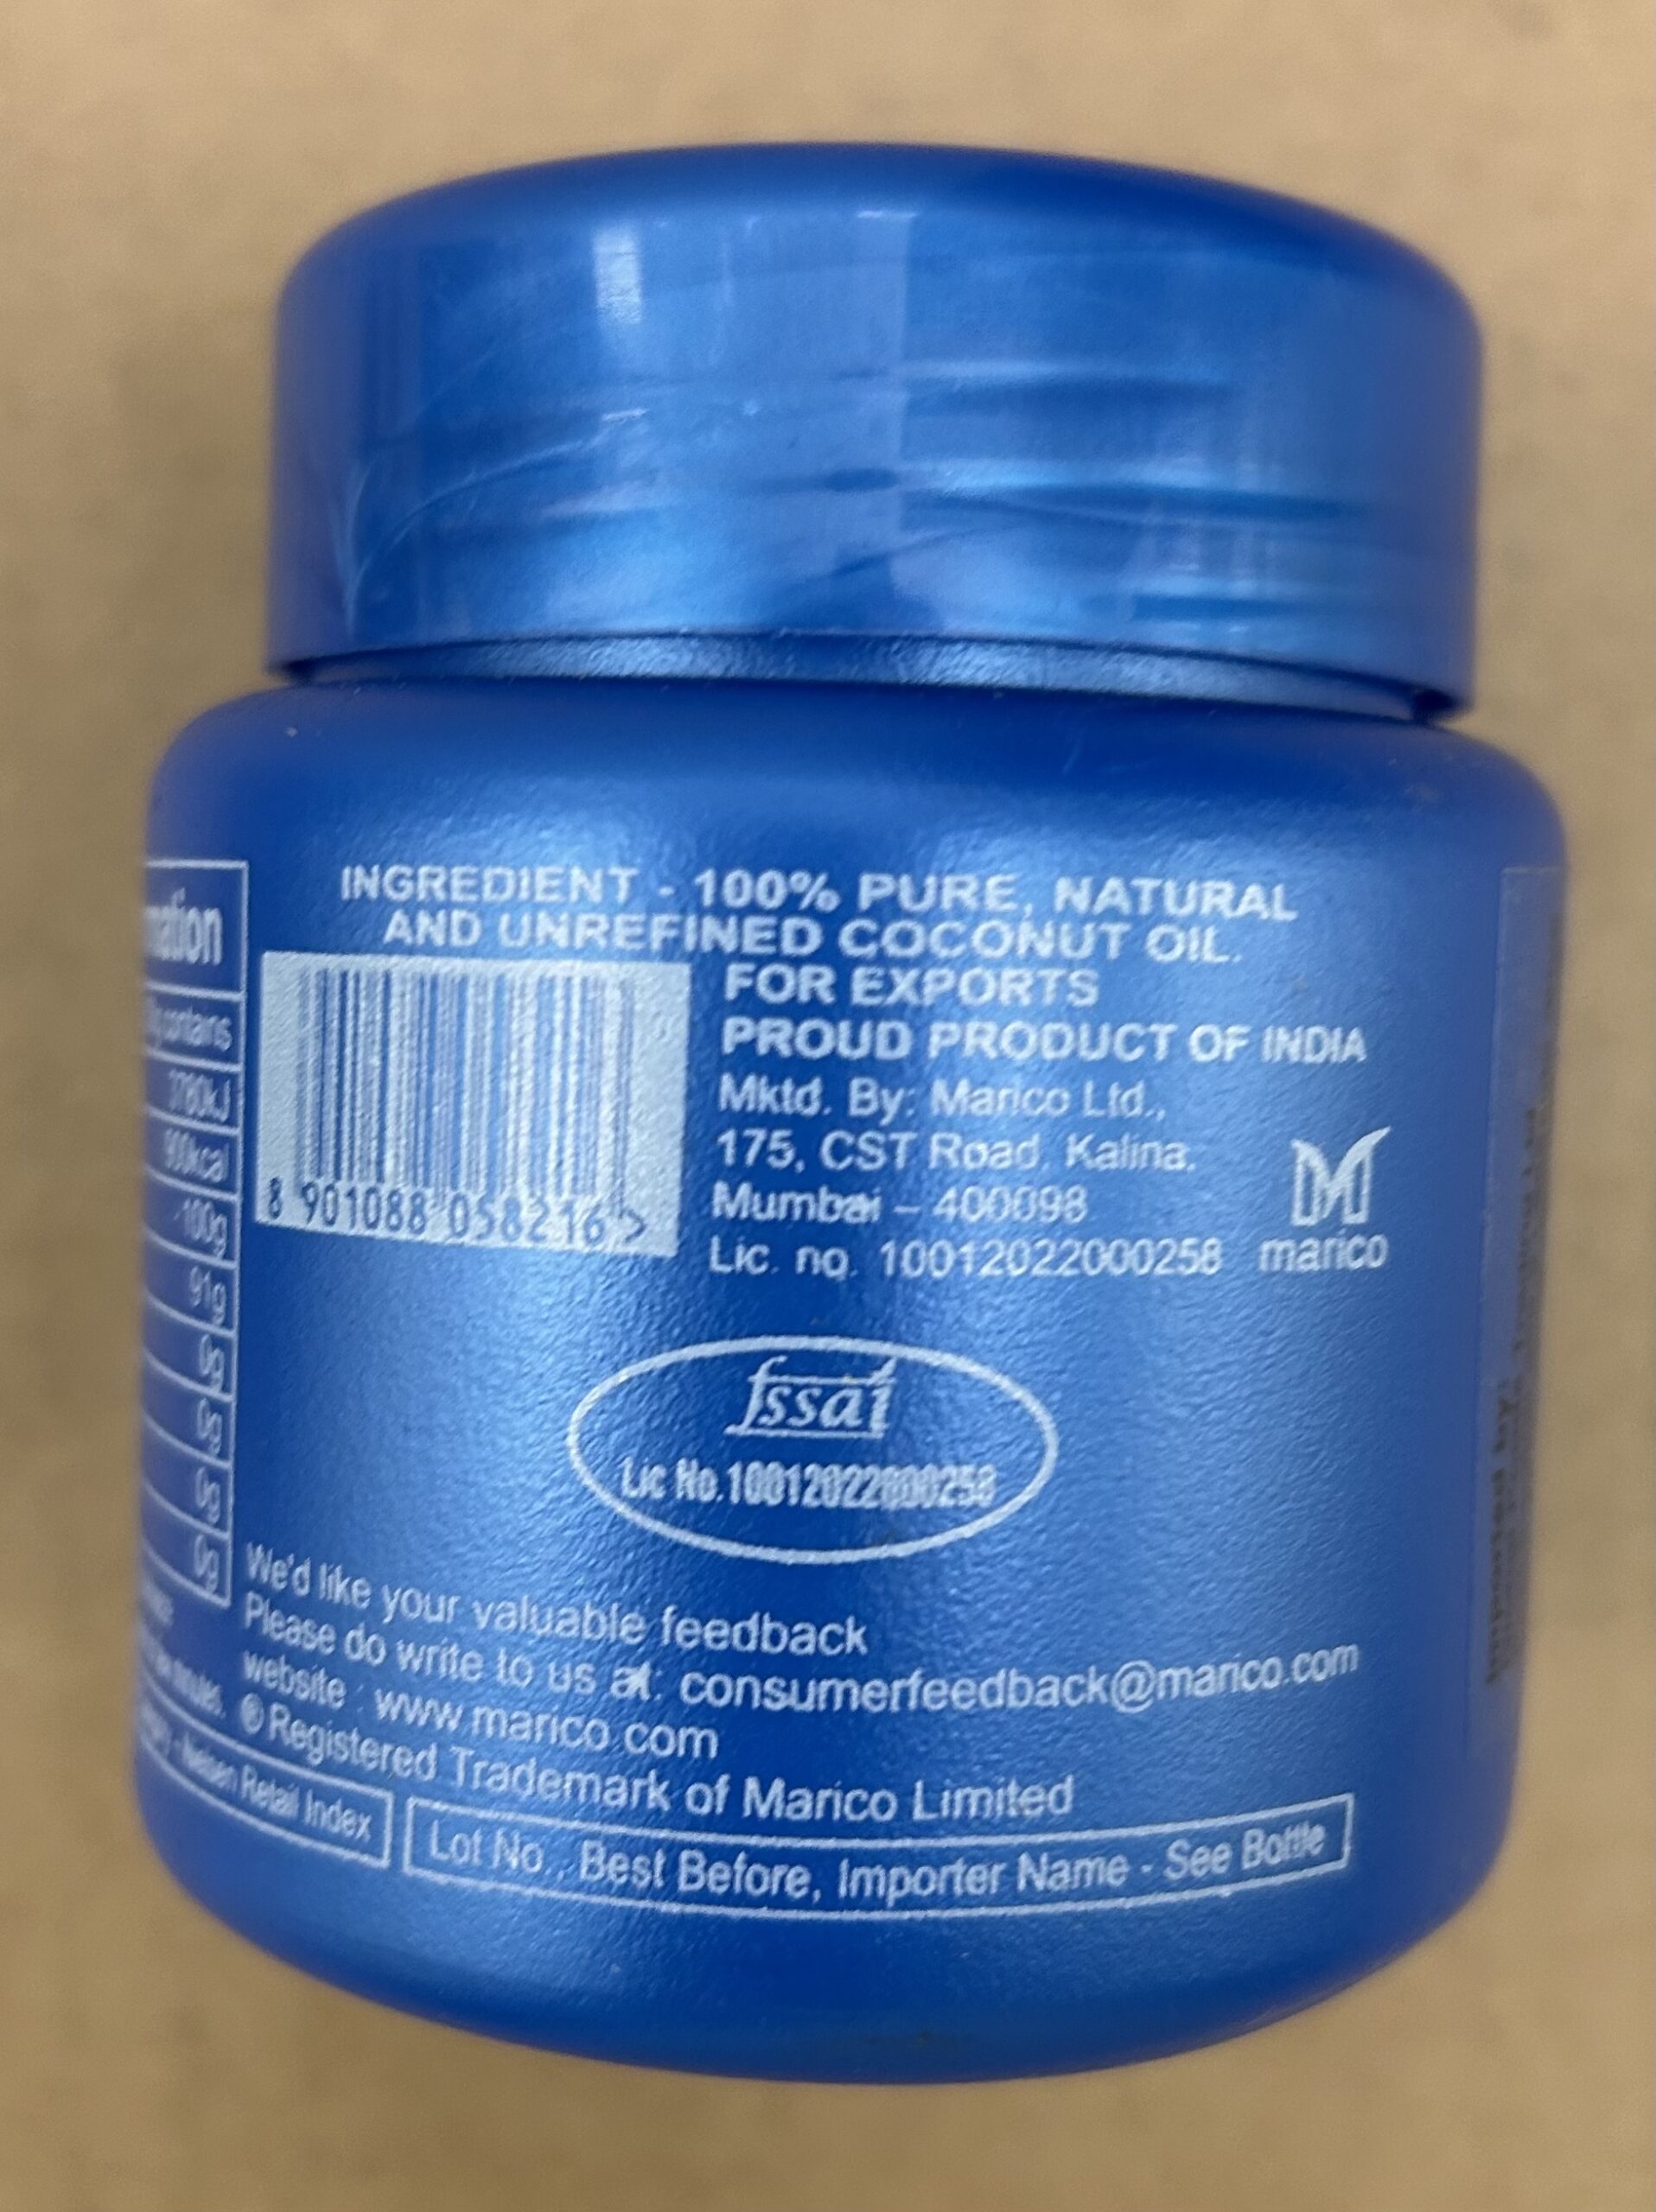 mation
contains
3780kJ
900kcal
100g
91g
0g
0g
0g
0g
INGREDIENT - 100% PURE, NATURAL
AND UNREFINED COCONUT OIL.
FOR EXPORTS
PROUD PRODUCT OF INDIA
Mktd. By: Marico Ltd.,
175, CST Road, Kalina,
Mumbai – 400098
Lic. no. 10012022000258
marico
8 901088 058216 >
fssai
Lic No.10012022000258
We'd like your valuable feedback
Please do write to us at: consumerfeedback@marico.com
website : www.marico.com
® Registered Trademark of Marico Limited
minutes.
- Nielsen Retail Index
Lot No., Best Before, Importer Name - See Bottle
Imported by